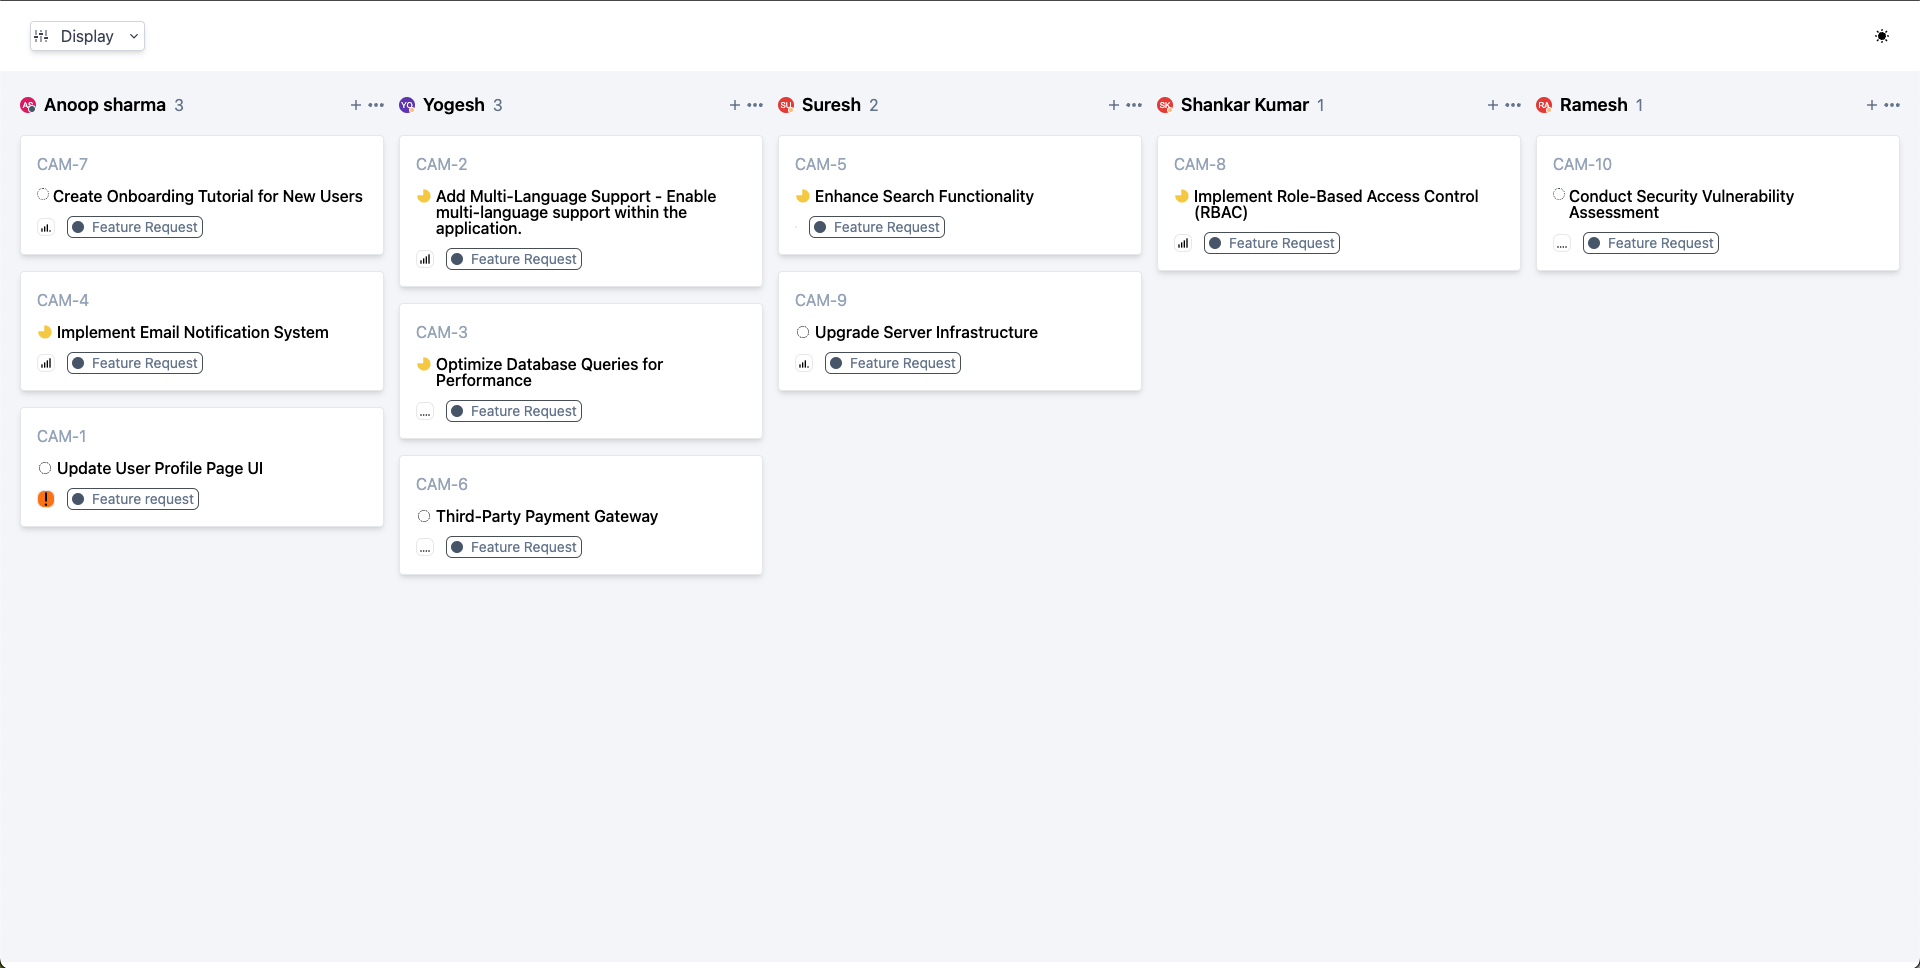 Display
AS Anoop sharma 3
CAM-7
Create Onboarding Tutorial for New Users
Feature Request
CAM-4
Implement Email Notification System
Feature Request
CAM-1
Update User Profile Page UI
!
Feature request
YO Yogesh 3
CAM-2
Add Multi-Language Support - Enable
multi-language support within the
application.
Feature Request
CAM-3
Optimize Database Queries for
Performance
Feature Request
CAM-6
Third-Party Payment Gateway
Feature Request
SU Suresh 2
CAM-5
Enhance Search Functionality
Feature Request
CAM-9
Upgrade Server Infrastructure
Feature Request
SK Shankar Kumar 1
CAM-8
Implement Role-Based Access Control
(RBAC)
Feature Request
RA Ramesh 1
CAM-10
Conduct Security Vulnerability
Assessment
Feature Request